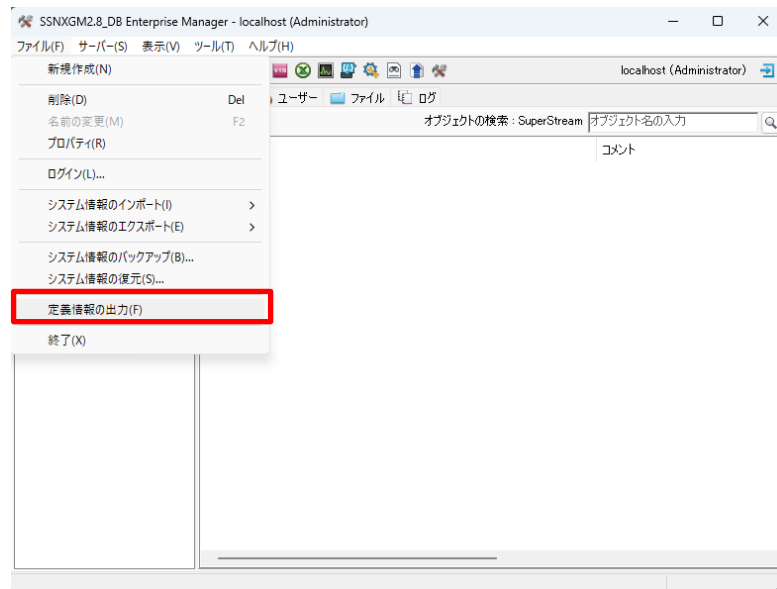 SSNXGM2.8_DB Enterprise Manager - localhost (Administrator)
ファイル(F) サーバー(S) 表示(V) ツール(T) ヘルプ(H)
localhost (Administrator)
新規作成(N)
削除(D) Del
ユーザー ファイル ログ
名前の変更(M) F2
オブジェクトの検索 : SuperStream オブジェクト名の入力
プロパティ(R)
コメント
ログイン(L)...
システム情報のインポート(I)
システム情報のエクスポート(E)
システム情報のバックアップ(B)...
システム情報の復元(S)...
定義情報の出力(F)
終了(X)